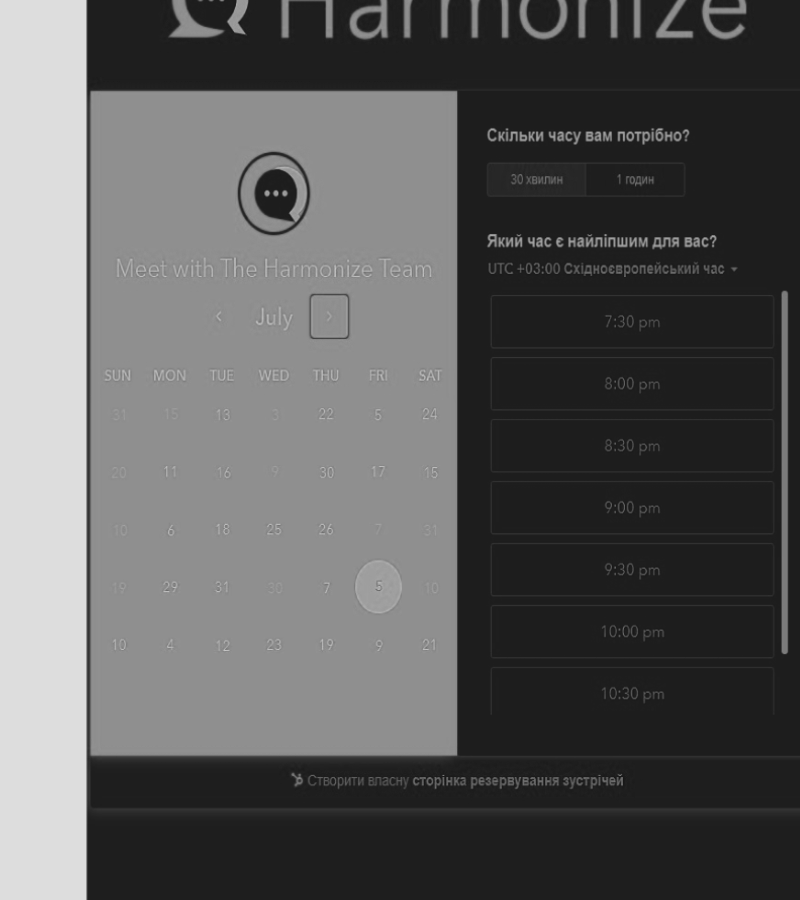 Harmonize
Meet with The Harmonize Team
July
SUN MON TUE WED THU FRI SAT
31 15 13 3 22 5 24
20 11 16 9 30 17 15
10 6 18 25 26 7 31
19 29 31 30 7 5 10
10 4 12 23 19 9 21
Скільки часу вам потрібно?
30 хвилин 1 годин
Який час є найліпшим для вас?
UTC +03:00 Східноєвропейський час
7:30 pm
8:00 pm
8:30 pm
9:00 pm
9:30 pm
10:00 pm
10:30 pm
Створити власну сторінка резервування зустрічей